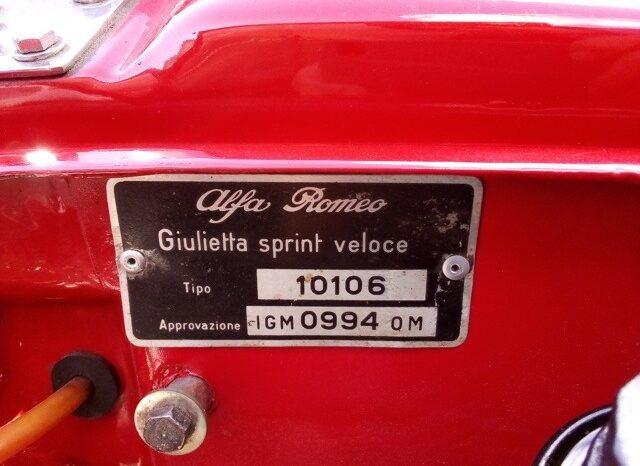 Alfa Romeo
Giulietta sprint veloce
Tipo 10106
Approvazione IGM 0994 OM